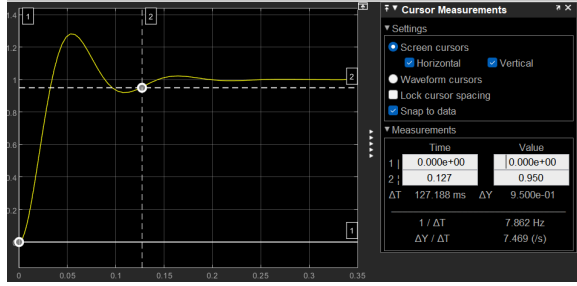 1.4
1
2
1.2
1
2
0.8
0.6
0.4
0.2
1
0
0
0.05
0.1
0.15
0.2
0.25
0.3
0.35
Cursor Measurements
Settings
Screen cursors
Horizontal
Vertical
Waveform cursors
Lock cursor spacing
Snap to data
Measurements
Time
Value
1 |
0.000e+00
0.000e+00
2 ¦
0.127
0.950
ΔT
127.188 ms
ΔY
9.500e-01
1 / ΔT
7.862 Hz
ΔY / ΔT
7.469 (/s)